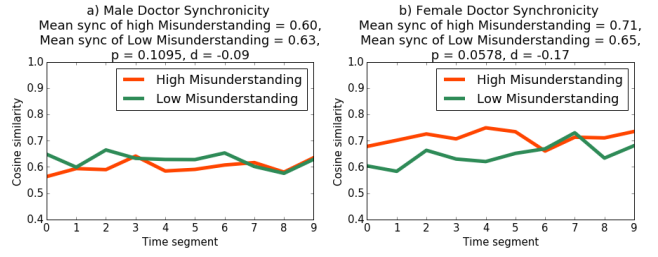 a) Male Doctor Synchronicity
Mean sync of high Misunderstanding = 0.60,
Mean sync of Low Misunderstanding = 0.63,
p = 0.1095, d = -0.09
1.0
0.9
0.8
0.7
0.6
0.5
0.4
Cosine similarity
High Misunderstanding
Low Misunderstanding
0 1 2 3 4 5 6 7 8 9
Time segment
b) Female Doctor Synchronicity
Mean sync of high Misunderstanding = 0.71,
Mean sync of Low Misunderstanding = 0.65,
p = 0.0578, d = -0.17
1.0
0.9
0.8
0.7
0.6
0.5
0.4
Cosine similarity
High Misunderstanding
Low Misunderstanding
0 1 2 3 4 5 6 7 8 9
Time segment